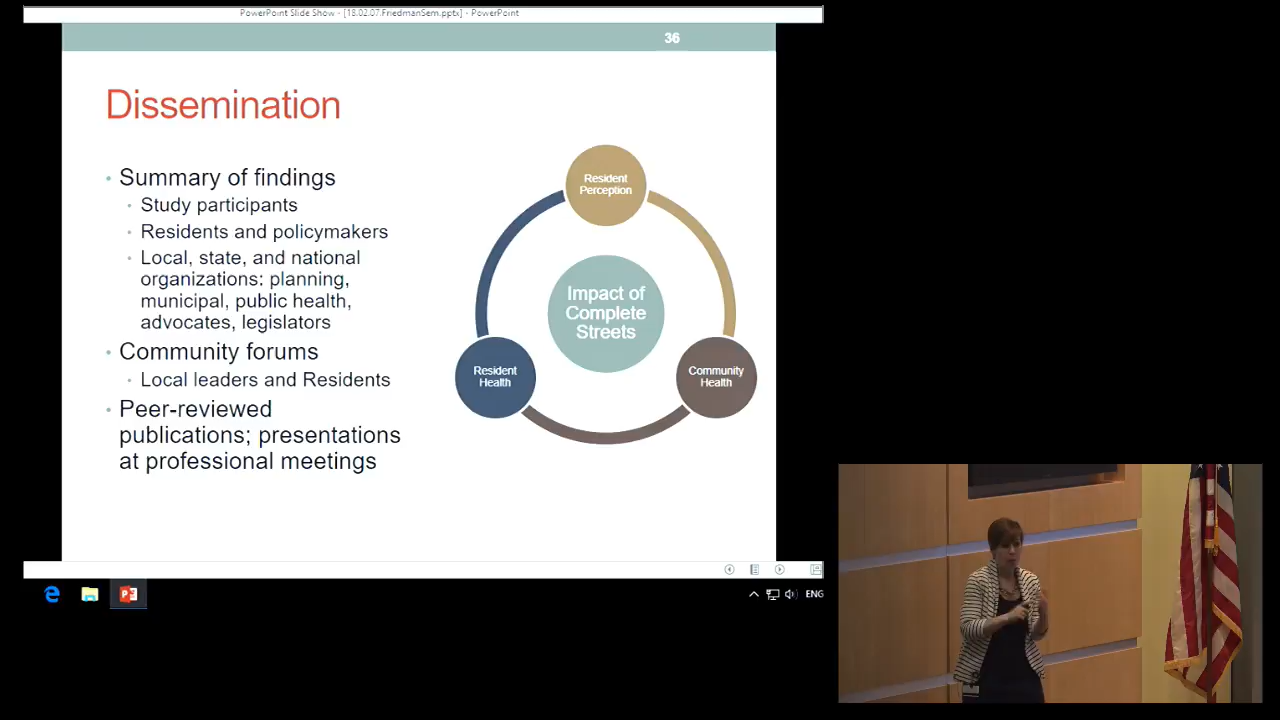 PowerPoint Slide Show - [18.02.07.FriedmanSem.pptx] - PowerPoint
36
Dissemination
• Summary of findings
• Study participants
• Residents and policymakers
• Local, state, and national
organizations: planning,
municipal, public health,
advocates, legislators
• Community forums
• Local leaders and Residents
• Peer-reviewed
publications; presentations
at professional meetings
Resident
Perception
Impact of
Complete
Streets
Resident
Health
Community
Health
ENG